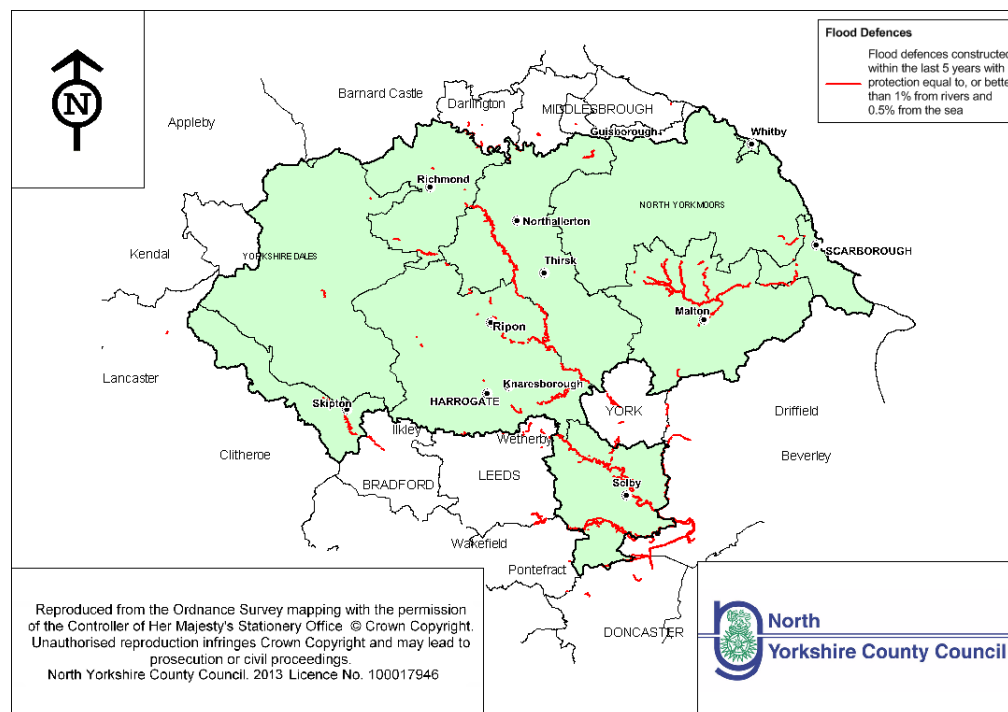 Flood Defences
Flood defences constructed
within the last 5 years with
protection equal to, or bette
than 1% from rivers and
0.5% from the sea
N
Barnard Castle
Darlington
MIDDLESBROUGH
Appleby
Guisborough
Whitby
Richmond
NORTH YORK MOORS
Northallerton
Kendal
YORKSHIRE DALES
SCARBOROUGH
Thirsk
Malton
Ripon
Lancaster
Knaresborough
HARROGATE
Skipton
YORK
Driffield
Ilkley
Wetherby
Clitheroe
Beverley
LEEDS
BRADFORD
Selby
Wakefield
Pontefract
DONCASTER
Reproduced from the Ordnance Survey mapping with the permission
of the Controller of Her Majesty's Stationery Office © Crown Copyright.
Unauthorised reproduction infringes Crown Copyright and may lead to
prosecution or civil proceedings.
North Yorkshire County Council. 2013 Licence No. 100017946
North
Yorkshire County Council